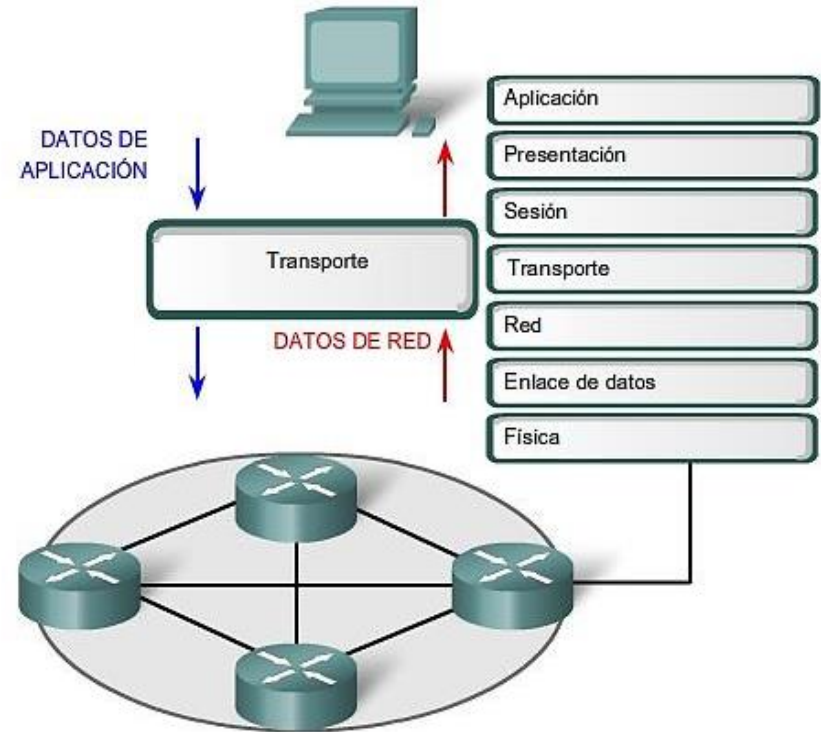 DATOS DE
APLICACIÓN
Transporte
DATOS DE RED
Aplicación
Presentación
Sesión
Transporte
Red
Enlace de datos
Física